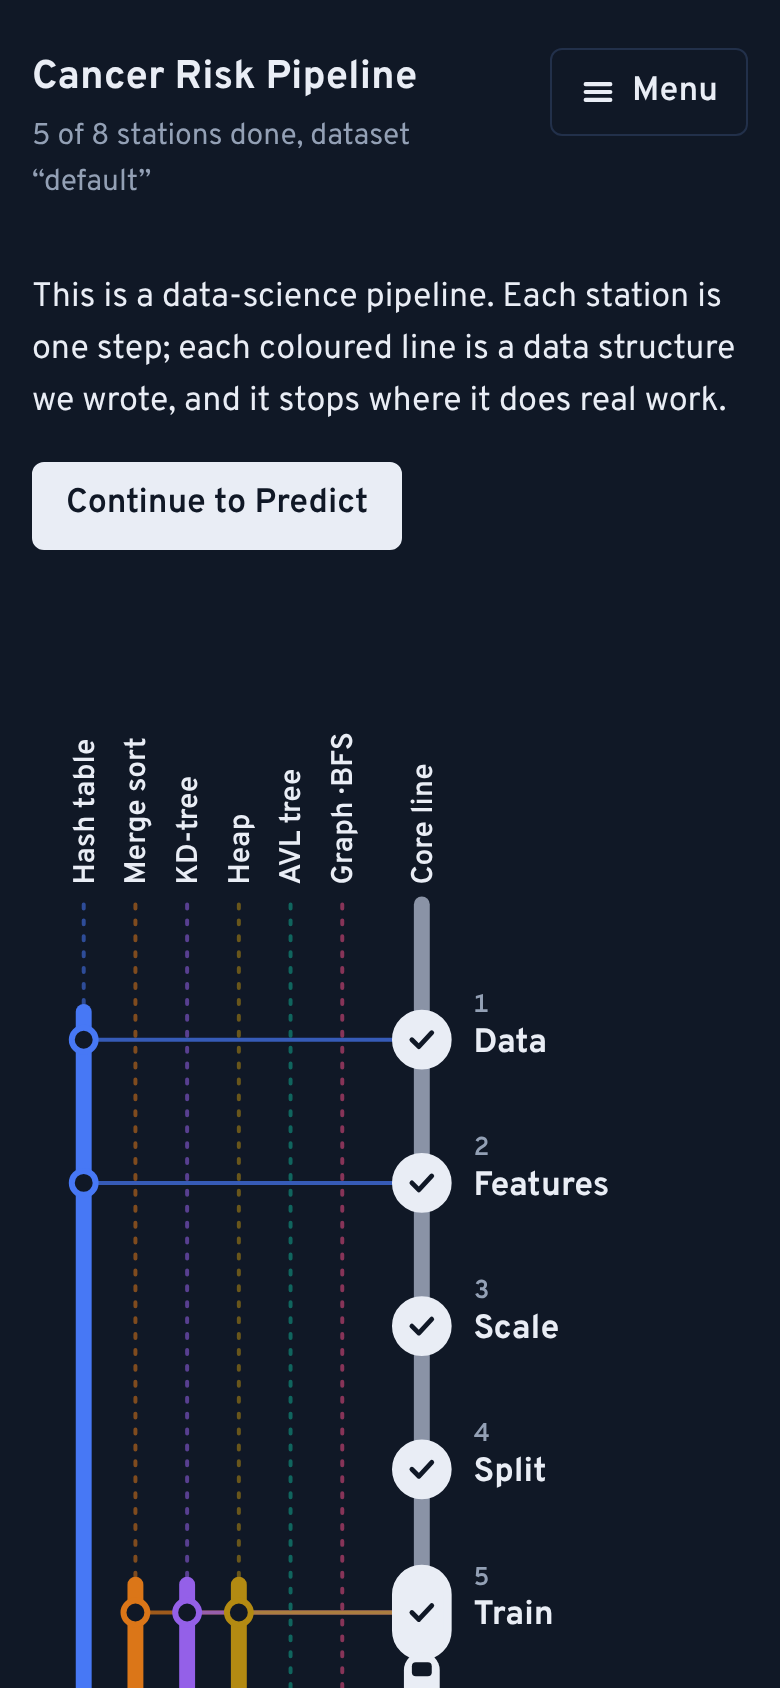 Cancer Risk Pipeline
Menu
5 of 8 stations done, dataset
“default”
This is a data-science pipeline. Each station is
one step; each coloured line is a data structure
we wrote, and it stops where it does real work.
Continue to Predict
Hash table
Merge sort
KD-tree
Heap
AVL tree
Graph ·BFS
Core line
1
Data
2
Features
3
Scale
4
Split
5
Train